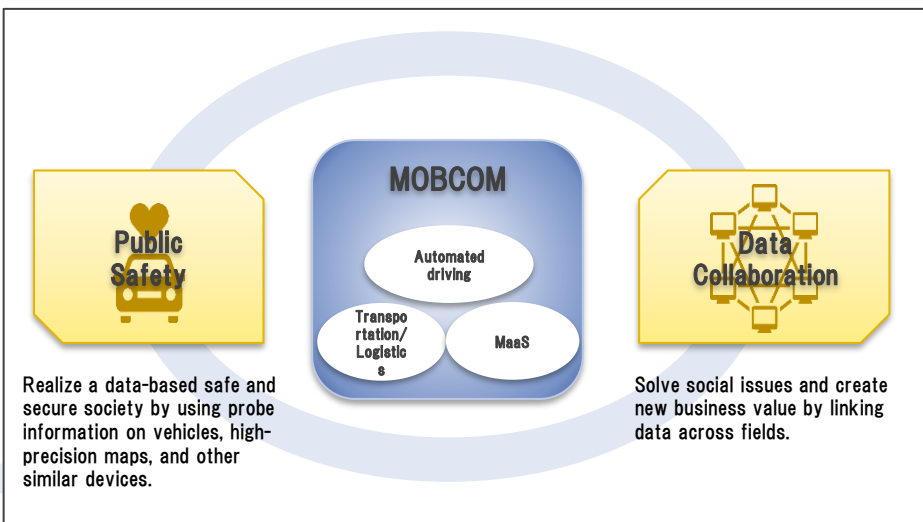 MOBCOM
Public
Safety
Automated
driving
Transpo
rtation/
Logistic
s
MaaS
Data
Collaboration
Realize a data-based safe and
secure society by using probe
information on vehicles, high-
precision maps, and other
similar devices.
Solve social issues and create
new business value by linking
data across fields.